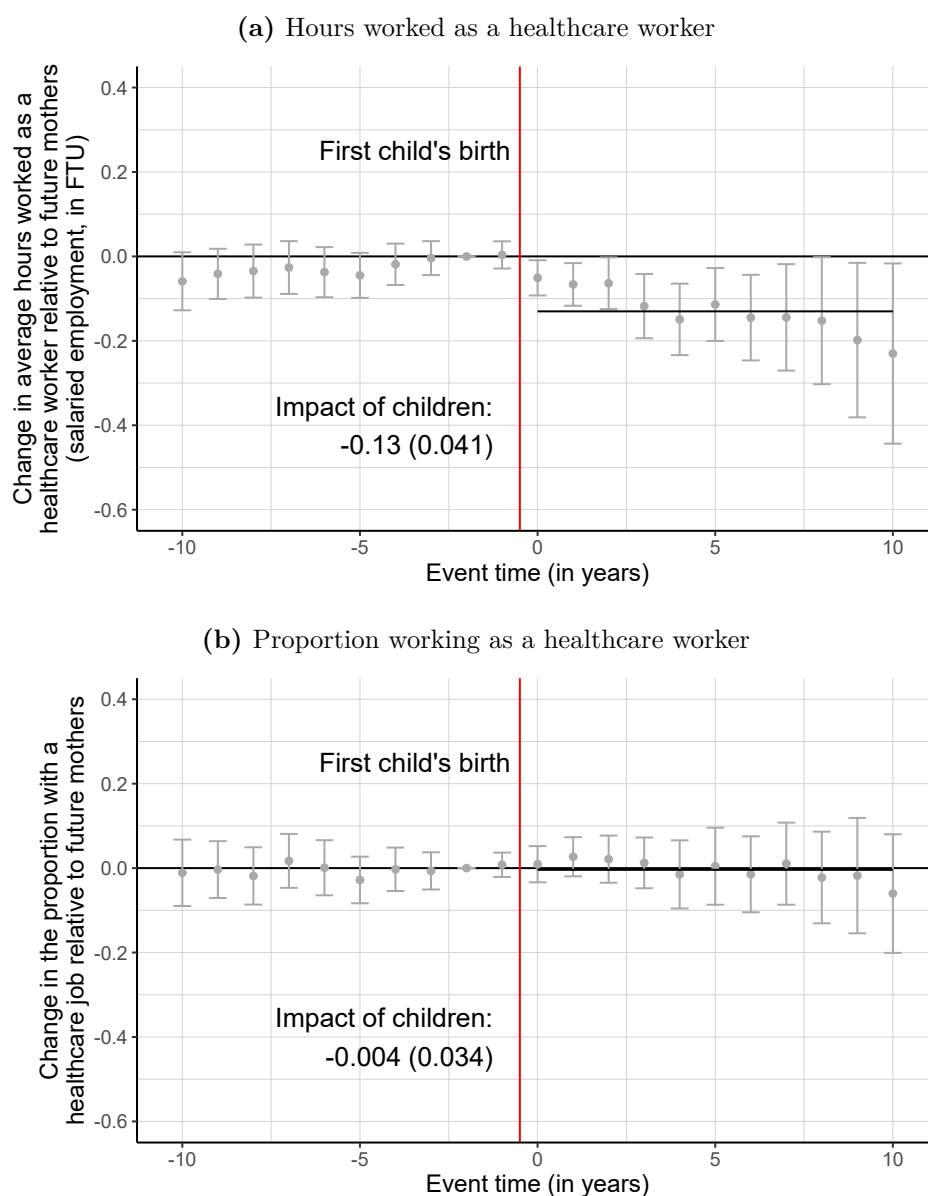 (a) Hours worked as a healthcare worker
Change in average hours worked as a
healthcare worker relative to future mothers
(salaried employment, in FTU)
0.4
0.2
0.0
-0.2
-0.4
-0.6
First child's birth
Impact of children:
-0.13 (0.041)
-10 -5 0 5 10
Event time (in years)
(b) Proportion working as a healthcare worker
Change in the proportion with a
healthcare job relative to future mothers
0.4
0.2
0.0
-0.2
-0.4
-0.6
First child's birth
Impact of children:
-0.004 (0.034)
-10 -5 0 5 10
Event time (in years)